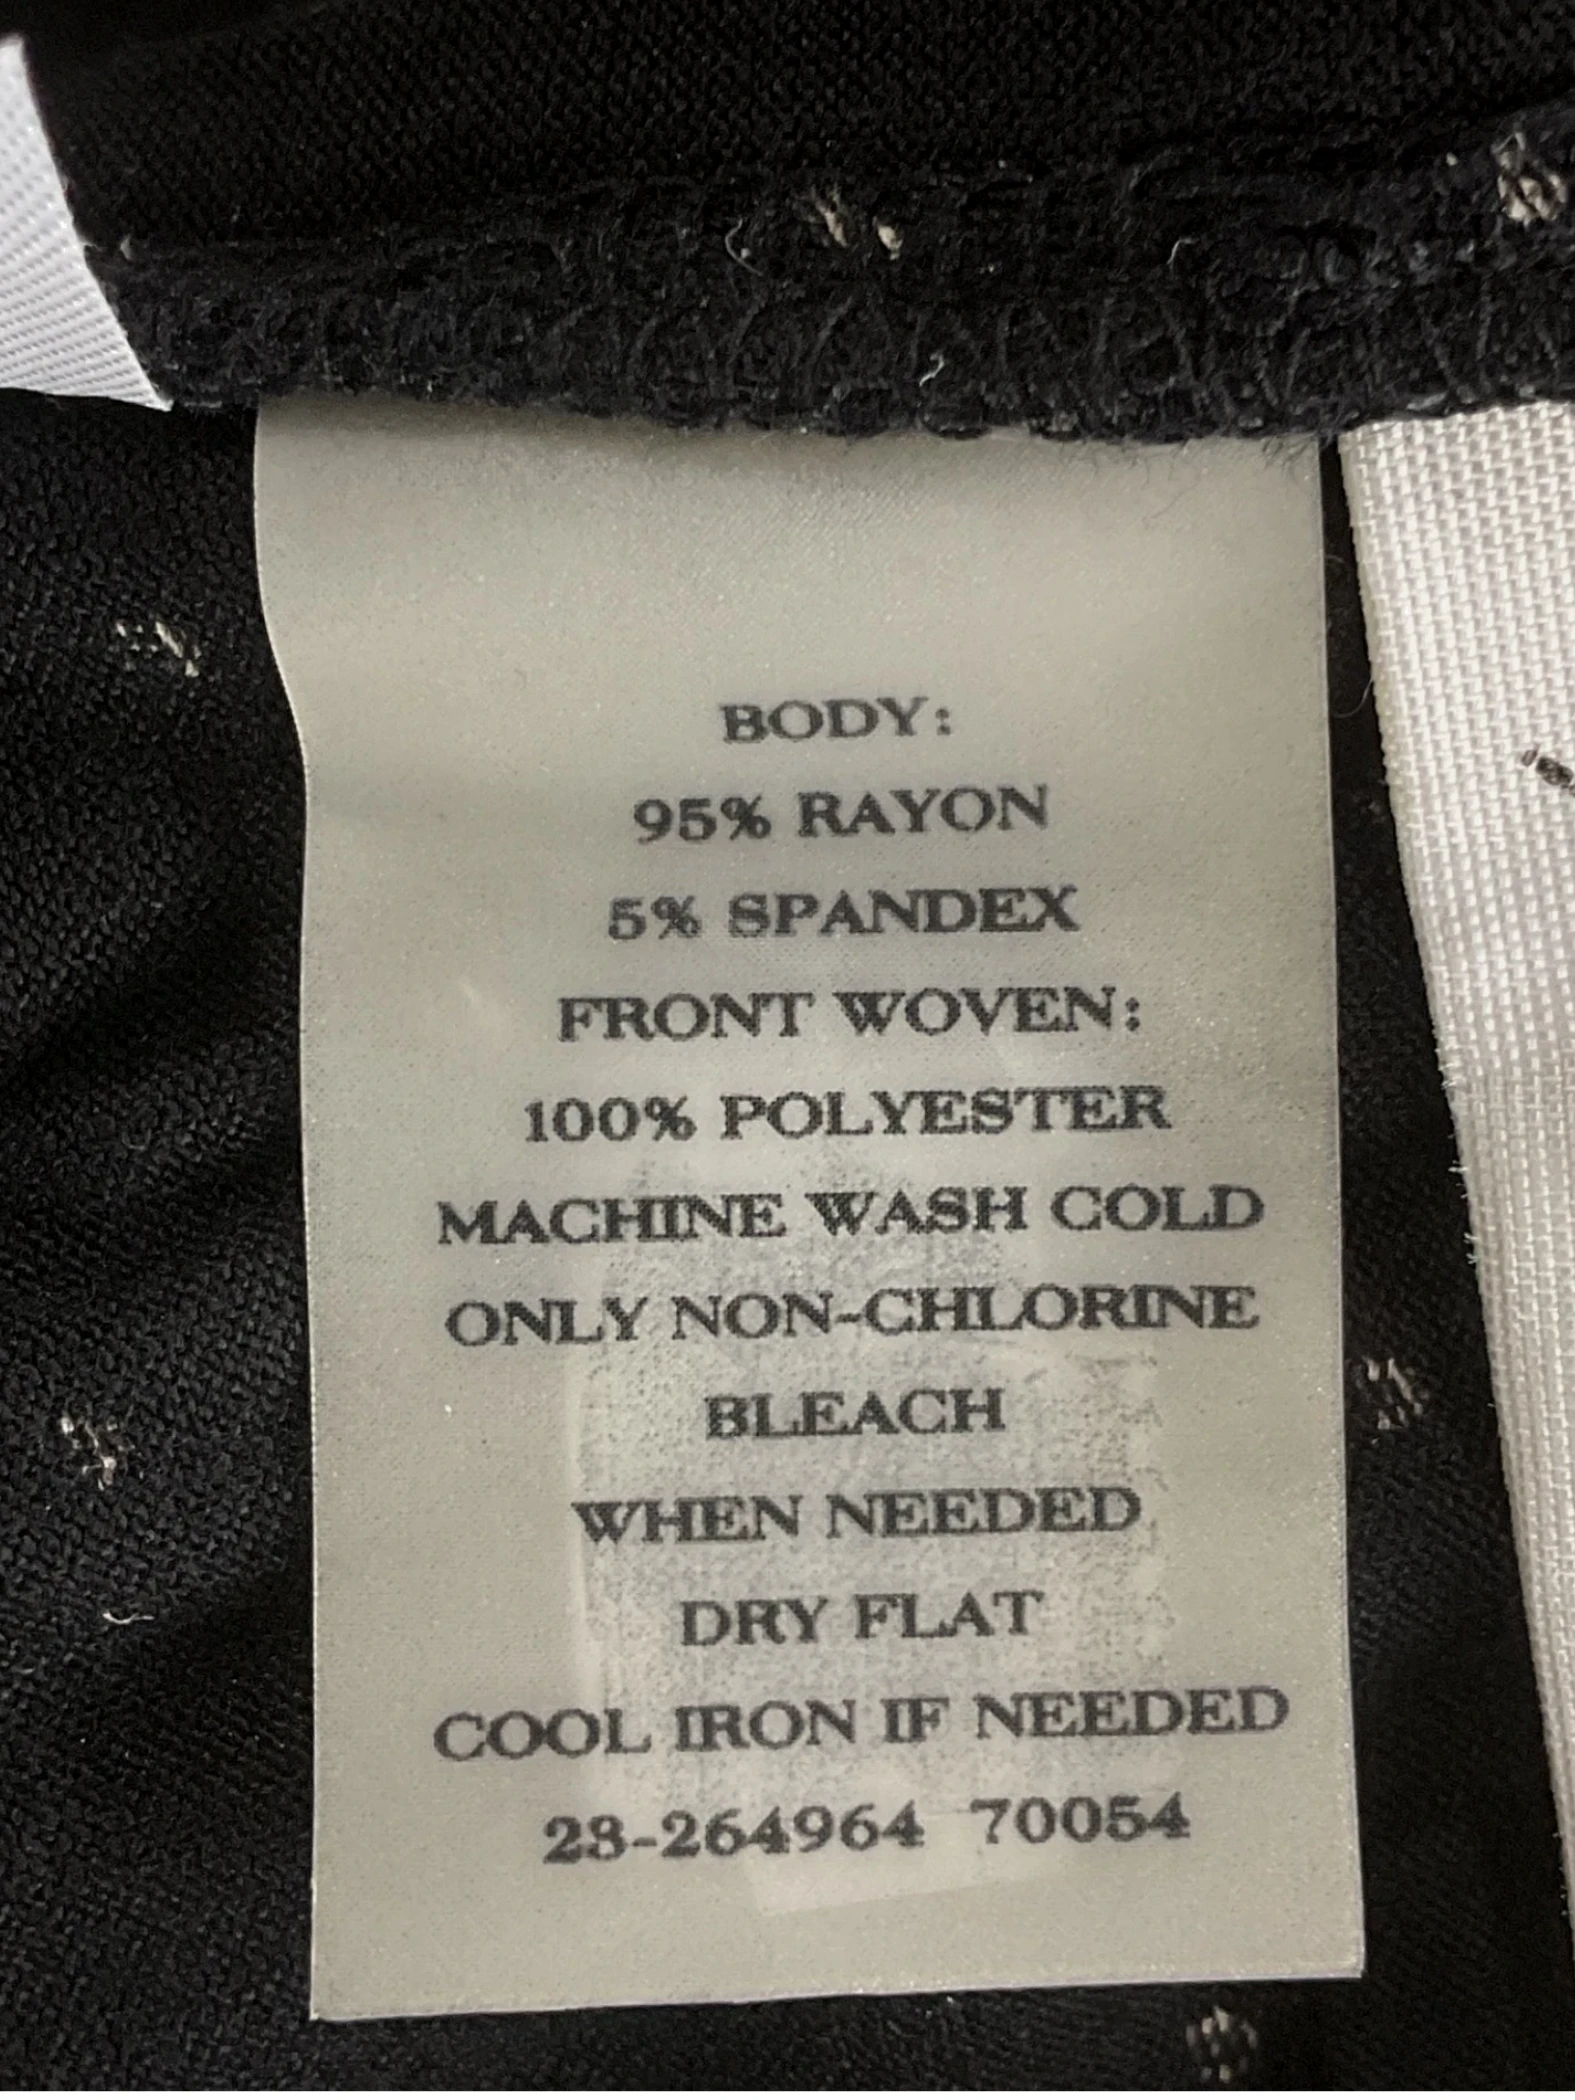 BODY:
95% RAYON
5% SPANDEX
FRONT WOVEN:
100% POLYESTER
MACHINE WASH COLD
ONLY NON-CHLORINE
BLEACH
WHEN NEEDED
DRY FLAT
COOL IRON IF NEEDED
23-264964 70054